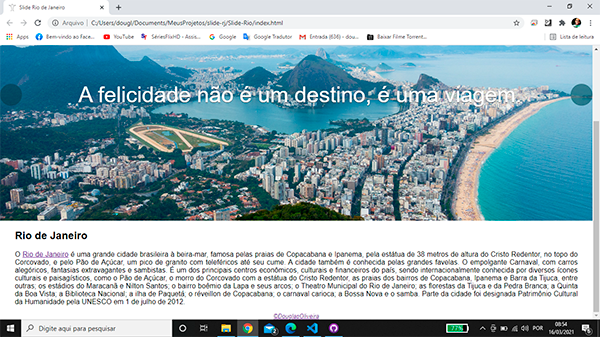 Slide Rio de Janeiro
Arquivo | C:/Users/dougl/Documents/MeusProjetos/slide-rj/Slide-Rio/index.html
Apps Bem-vindo ao Face... YouTube SériesFlixHD - Assis... Google Google Tradutor Entrada (636) - dou... Baixar Filme Torrent... Lista de leitura
A felicidade não é um destino, é uma viagem.
Rio de Janeiro
O Rio de Janeiro é uma grande cidade brasileira à beira-mar, famosa pelas praias de Copacabana e Ipanema, pela estátua de 38 metros de altura do Cristo Redentor, no topo do
Corcovado, e pelo Pão de Açúcar, um pico de granito com teleféricos até seu cume. A cidade também é conhecida pelas grandes favelas. O empolgante Carnaval, com carros
alegóricos, fantasias extravagantes e sambistas. É um dos principais centros econômicos, culturais e financeiros do país, sendo internacionalmente conhecida por diversos ícones
culturais e paisagísticos, como o Pão de Açúcar, o morro do Corcovado com a estátua do Cristo Redentor, as praias dos bairros de Copacabana, Ipanema e Barra da Tijuca, entre
outras; os estádios do Maracanã e Nilton Santos; o bairro boêmio da Lapa e seus arcos; o Theatro Municipal do Rio de Janeiro; as florestas da Tijuca e da Pedra Branca; a Quinta
da Boa Vista; a Biblioteca Nacional; a ilha de Paquetá; o réveillon de Copacabana; o carnaval carioca; a Bossa Nova e o samba. Parte da cidade foi designada Patrimônio Cultural
da Humanidade pela UNESCO em 1 de julho de 2012.
©DouglasOliveira
Digite aqui para pesquisar 77% POR 08:54
16/03/2021